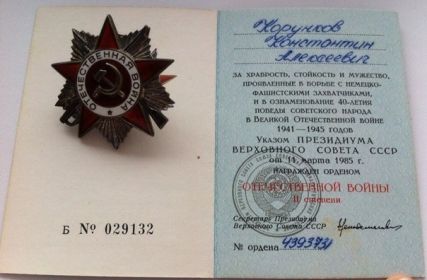 ОТЕЧЕСТВЕННАЯ ВОЙНА
Б № 029132
Корунков
Константин
Алексеевич
ЗА ХРАБРОСТЬ, СТОЙКОСТЬ И МУЖЕСТВО,
ПРОЯВЛЕННЫЕ В БОРЬБЕ С НЕМЕЦКО-
ФАШИСТСКИМИ ЗАХВАТЧИКАМИ,
И В ОЗНАМЕНОВАНИЕ 40-ЛЕТИЯ
ПОБЕДЫ СОВЕТСКОГО НАРОДА
В ВЕЛИКОЙ ОТЕЧЕСТВЕННОЙ ВОЙНЕ
1941—1945 ГОДОВ
УКАЗОМ ПРЕЗИДИУМА
ВЕРХОВНОГО СОВЕТА СССР
от 11 марта 1985 г.
НАГРАЖДЕН ОРДЕНОМ
ОТЕЧЕСТВЕННОЙ ВОЙНЫ
II степени
Секретарь Президиума
Верховного Совета СССР
№ ордена 4393731